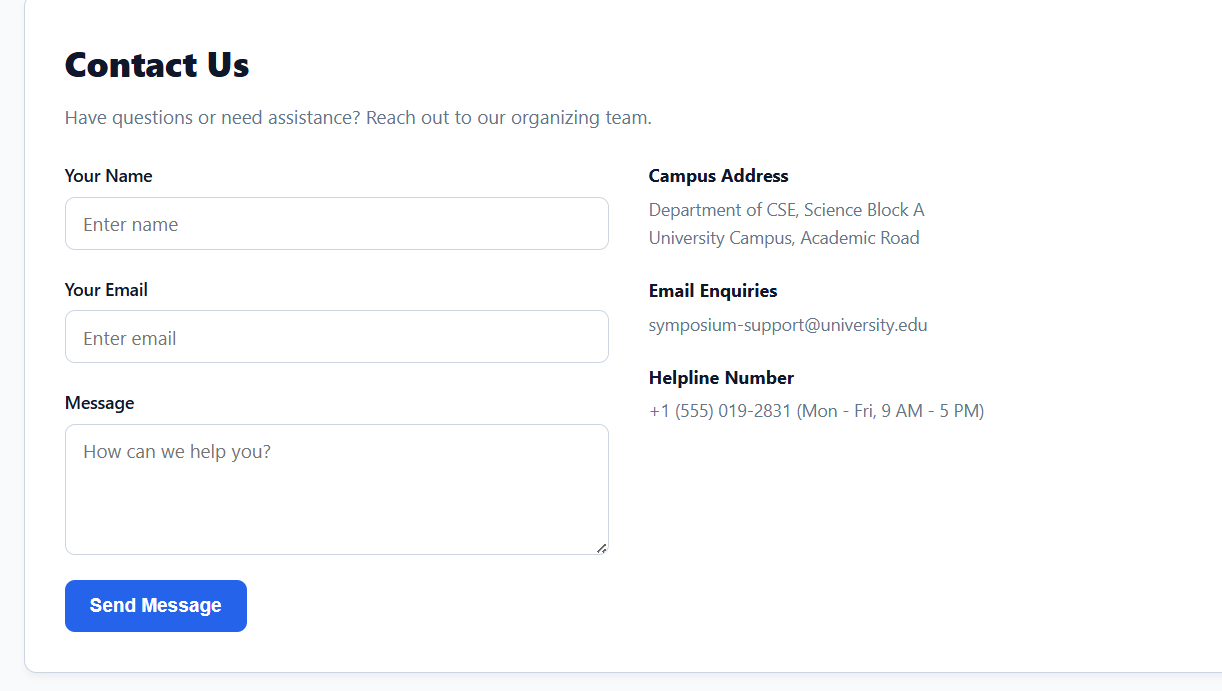 Contact Us
Have questions or need assistance? Reach out to our organizing team.
Your Name
Enter name
Your Email
Enter email
Message
How can we help you?
Send Message
Campus Address
Department of CSE, Science Block A
University Campus, Academic Road
Email Enquiries
symposium-support@university.edu
Helpline Number
+1 (555) 019-2831 (Mon - Fri, 9 AM - 5 PM)